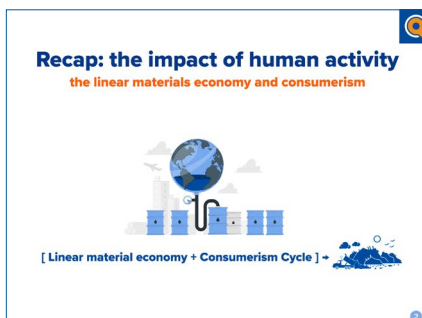 Recap: the impact of human activity
the linear materials economy and consumerism
[ Linear material economy + Consumerism Cycle ] →